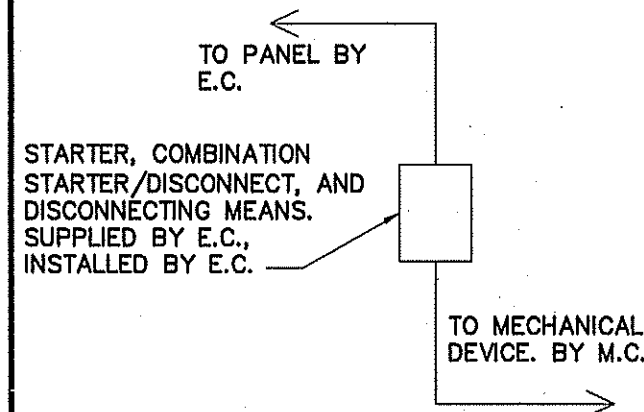 TO PANEL BY
E.C.
STARTER, COMBINATION
STARTER/DISCONNECT, AND
DISCONNECTING MEANS.
SUPPLIED BY E.C.,
INSTALLED BY E.C.
TO MECHANICAL
DEVICE. BY M.C.